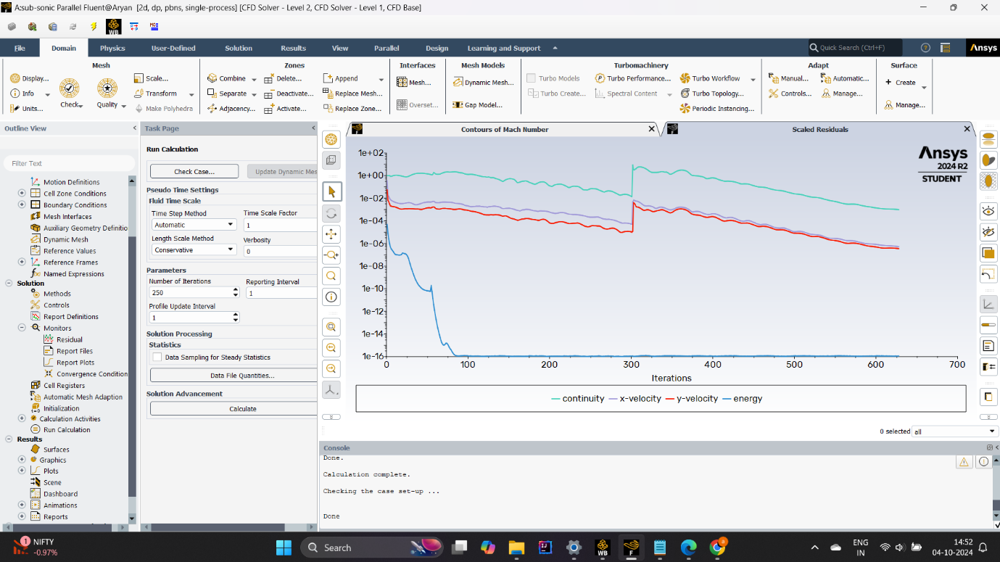 A:sub-sonic Parallel Fluent@Aryan [2d, dp, pbns, single-process] [CFD Solver - Level 2, CFD Solver - Level 1, CFD Base]
WB
File Domain Physics User-Defined Solution Results View Parallel Design Learning and Support Quick Search (Ctrl+F) Ansys
Mesh Zones Interfaces Mesh Models Turbomachinery Adapt Surface
Display... Scale... Combine Delete... Append Mesh... Dynamic Mesh... Turbo Models Turbo Performance... Turbo Workflow Manual... Automatic... Create
Info Transform Separate Deactivate... Replace Mesh... Turbo Create... Spectral Content Turbo Topology... Controls... Manage...
Check Quality
Units... Make Polyhedra Adjacency... Activate... Replace Zone... Overset... Gap Model... Periodic Instancing... Manage...
Outline View
Filter Text
Motion Definitions
Cell Zone Conditions
Boundary Conditions
Mesh Interfaces
Auxiliary Geometry Definitio
Dynamic Mesh
Reference Values
Reference Frames
Named Expressions
Solution
Methods
Controls
Report Definitions
Monitors
Residual
Report Files
Report Plots
Convergence Condition
Cell Registers
Automatic Mesh Adaption
Initialization
Calculation Activities
Run Calculation
Results
Surfaces
Graphics
Plots
Scene
Dashboard
Animations
Reports
Task Page
Run Calculation
Check Case... Update Dynamic Mes
Pseudo Time Settings
Fluid Time Scale
Time Step Method Time Scale Factor
Automatic 1
Length Scale Method Verbosity
Conservative 0
Parameters
Number of Iterations Reporting Interval
250 1
Profile Update Interval
1
Solution Processing
Statistics
Data Sampling for Steady Statistics
Data File Quantities...
Solution Advancement
Calculate
Contours of Mach Number Scaled Residuals
Ansys
2024 R2
STUDENT
1e+02
1e+00
1e-02
1e-04
1e-06
1e-08
1e-10
1e-12
1e-14
1e-16
0 100 200 300 400 500 600 700
Iterations
continuity x-velocity y-velocity energy
0 selected all
Console
Done.
Calculation complete.
Checking the case set-up ...
Done
1 NIFTY
-0.97%
Search
WB
F
ENG
IN
14:52
04-10-2024